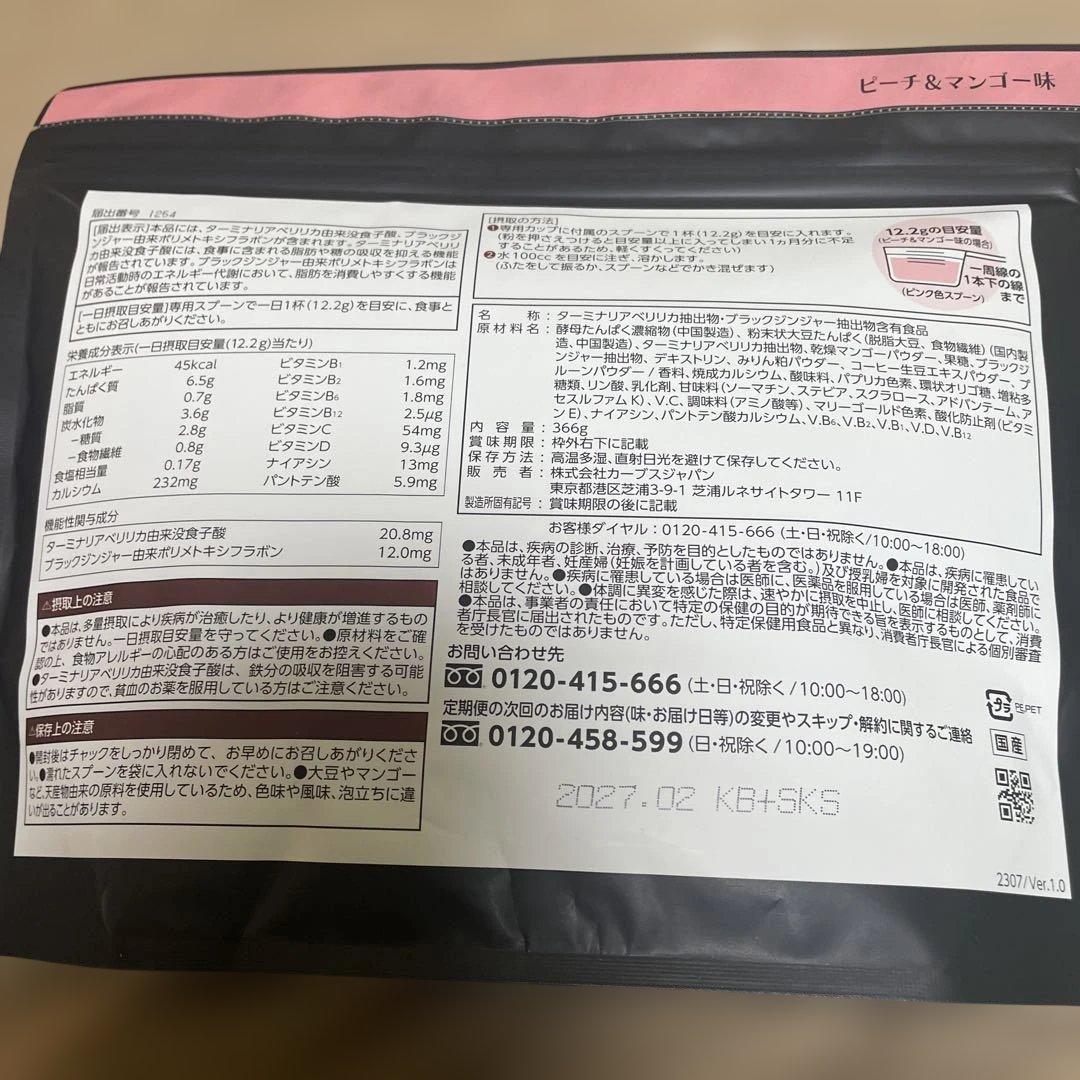 ピーチ&マンゴー味
届出番号 I254
[届出表示]本品には、ターミナリアベリリカ由来没食子酸、ブラックジ
ンジャー由来ポリメトキシフラボンが含まれます。ターミナリアベリリ
カ由来没食子酸には、食事に含まれる脂肪や糖の吸収を抑える機能
が報告されています。ブラックジンジャー由来ポリメトキシフラボンは
日常活動時のエネルギー代謝において、脂肪を消費しやすくする機能
があることが報告されています。
[一日摂取目安量]専用スプーンで一日1杯(12.2g)を目安に、食事と
ともにお召しあがりください。
栄養成分表示(一日摂取目安量(12.2g)当たり)
エネルギー 45kcal ビタミンB1 1.2mg
たんぱく質 6.5g ビタミンB2 1.6mg
脂質 0.7g ビタミンB6 1.8mg
炭水化物 3.6g ビタミンB12 2.5μg
-糖質 2.8g ビタミンC 54mg
-食物繊維 0.8g ビタミンD 9.3μg
食塩相当量 0.17g ナイアシン 13mg
カルシウム 232mg パントテン酸 5.9mg
機能性関与成分
ターミナリアベリリカ由来没食子酸 20.8mg
ブラックジンジャー由来ポリメトキシフラボン 12.0mg
⚠摂取上の注意
●本品は、多量摂取により疾病が治癒したり、より健康が増進するもの
ではありません。一日摂取目安量を守ってください。●原材料をご確
認の上、食物アレルギーの心配のある方はご使用をお控えください。
●ターミナリアベリリカ由来没食子酸は、鉄分の吸収を阻害する可能
性がありますので、貧血のお薬を服用している方はご注意ください。
⚠保存上の注意
●開封後はチャックをしっかり閉めて、お早めにお召しあがりくださ
い。●濡れたスプーンを袋に入れないでください。●大豆やマンゴー
など、天産物由来の原料を使用しているため、色味や風味、泡立ちに違
いが出ることがあります。
[摂取の方法]
❶専用カップに付属のスプーンで1杯(12.2g)を目安に入れます。
(粉を押さえつけると目安量以上に入ってしまい1ヵ月分に不足
することがあるため、軽くすくってください)
❷水100ccを目安に注ぎ、溶かします。
(ふたをして振るか、スプーンなどでかき混ぜます)
12.2gの目安量
(ピーチ&マンゴー味の場合)
一周線の
1本下の線
まで
(ピンク色スプーン)
名称:ターミナリアベリリカ抽出物・ブラックジンジャー抽出物含有食品
原材料名:酵母たんぱく濃縮物(中国製造)、粉末状大豆たんぱく(脱脂大豆、食物繊維)(国内製
造、中国製造)、ターミナリアベリリカ抽出物、乾燥マンゴーパウダー、果糖、ブラックジ
ンジャー抽出物、デキストリン、みりん粕パウダー、コーヒー生豆エキスパウダー、プ
ルーンパウダー/香料、焼成カルシウム、酸味料、パプリカ色素、環状オリゴ糖、増粘多
糖類、リン酸、乳化剤、甘味料(ソーマチン、ステビア、スクラロース、アドバンテーム、ア
セスルファムK)、V.C、調味料(アミノ酸等)、マリーゴールド色素、酸化防止剤(ビタミ
ンE)、ナイアシン、パントテン酸カルシウム、V.B6、V.B2、V.B1、V.D、V.B12
内容量:366g
賞味期限:枠外右下に記載
保存方法:高温多湿、直射日光を避けて保存してください。
販売者:株式会社カーブスジャパン
東京都港区芝浦3-9-1 芝浦ルネサイトタワー 11F
製造所固有記号:賞味期限の後に記載
お客様ダイヤル:0120-415-666 (土・日・祝除く/10:00〜18:00)
●本品は、疾病の診断、治療、予防を目的としたものではありません。●本品は、疾病に罹患してい
る者、未成年者、妊産婦(妊娠を計画している者を含む。)及び授乳婦を対象に開発された食品で
はありません。●疾病に罹患している場合は医師に、医薬品を服用している場合は医師、薬剤師に
相談してください。●体調に異変を感じた際は、速やかに摂取を中止し、医師に相談してください。
●本品は、事業者の責任において特定の保健の目的が期待できる旨を表示するものとして、消費
者庁長官に届出されたものです。ただし、特定保健用食品と異なり、消費者庁長官による個別審査
を受けたものではありません。
お問い合わせ先
0120-415-666 (土・日・祝除く/10:00〜18:00)
定期便の次回のお届け内容(味・お届け日等)の変更やスキップ・解約に関するご連絡
0120-458-599 (日・祝除く/10:00〜19:00)
プラ PE,PET
国産
2027.02 KB+SKS
2307/Ver.1.0